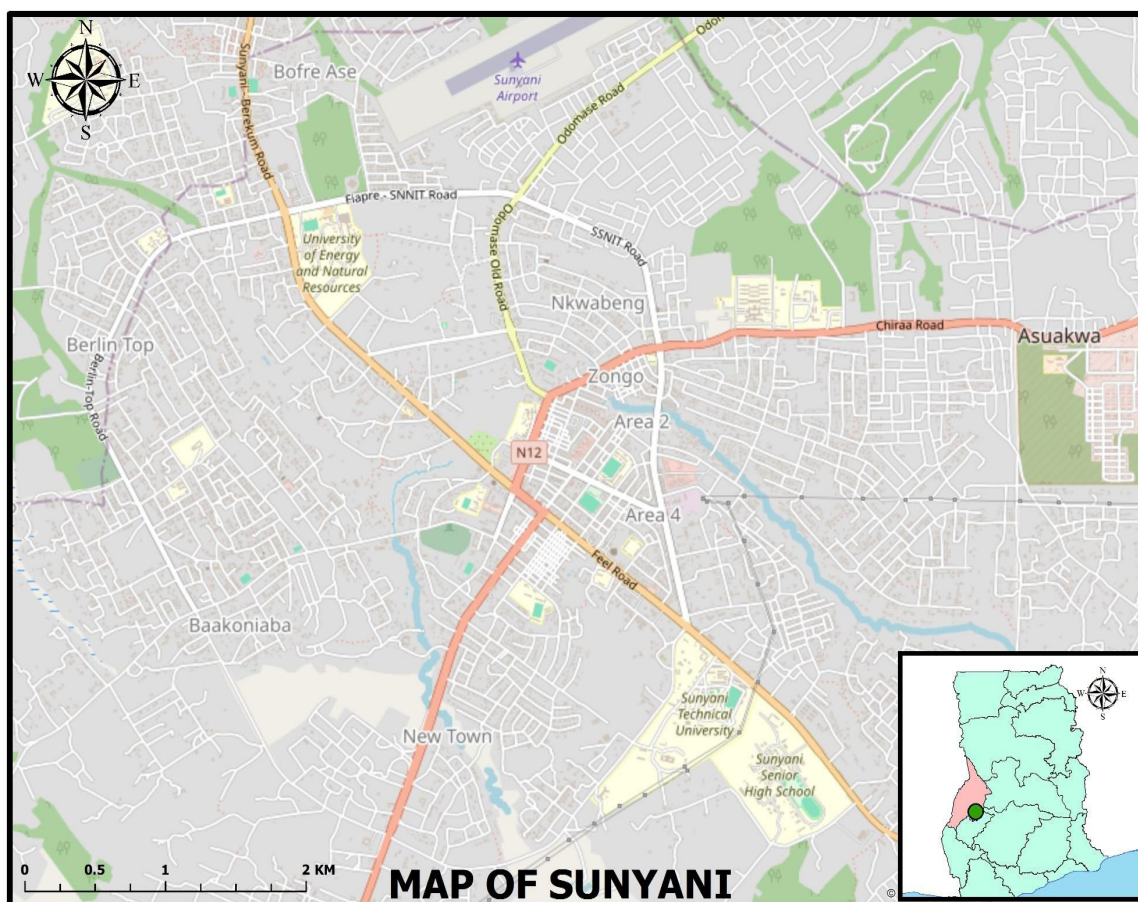 N
W E
S
Sunyani - Berekum Road
Bofre Ase
Sunyani
Airport
Odomase Road
Odom
Fiapre - SNNIT Road
University
of Energy
and Natural
Resources
Odomase Old Road
SSNIT Road
Nkwabeng
Chiraa Road
Asuakwa
Berlin Top
Berlin-Top Road
Zongo
Area 2
N12
Area 4
Feel Road
Baakoniaba
New Town
Sunyani
Technical
University
Sunyani
Senior
High School
N
W E
S
0 0.5 1 2 KM
MAP OF SUNYANI
©